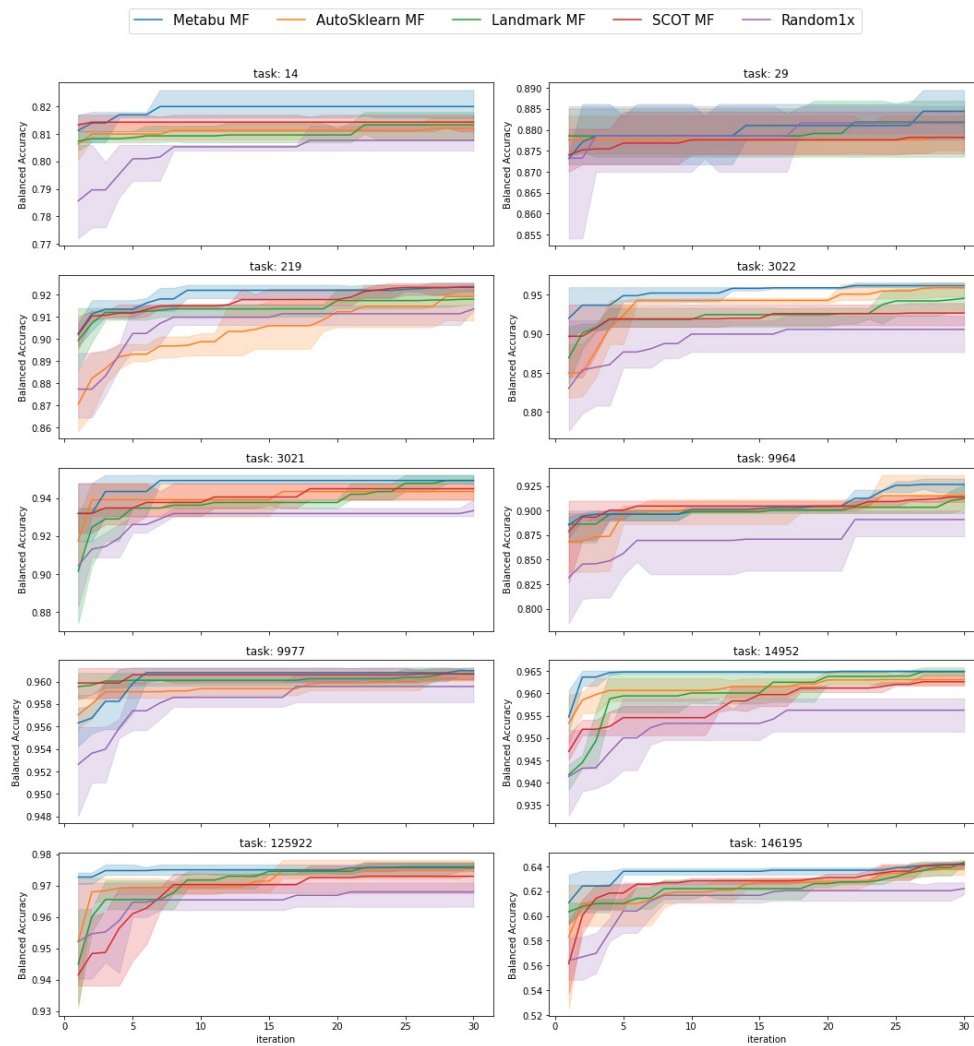 Metabu MF AutoSklearn MF Landmark MF SCOT MF Random1x
task: 14
0.82
0.81
0.80
0.79
0.78
0.77
Balanced Accuracy
task: 29
0.890
0.885
0.880
0.875
0.870
0.865
0.860
0.855
Balanced Accuracy
task: 219
0.92
0.91
0.90
0.89
0.88
0.87
0.86
Balanced Accuracy
task: 3022
0.95
0.90
0.85
0.80
Balanced Accuracy
task: 3021
0.94
0.92
0.90
0.88
Balanced Accuracy
task: 9964
0.925
0.900
0.875
0.850
0.825
0.800
Balanced Accuracy
task: 9977
0.960
0.958
0.956
0.954
0.952
0.950
0.948
Balanced Accuracy
task: 14952
0.965
0.960
0.955
0.950
0.945
0.940
0.935
Balanced Accuracy
task: 125922
0.98
0.97
0.96
0.95
0.94
0.93
Balanced Accuracy
0 5 10 15 20 25 30
iteration
task: 146195
0.64
0.62
0.60
0.58
0.56
0.54
0.52
Balanced Accuracy
0 5 10 15 20 25 30
iteration